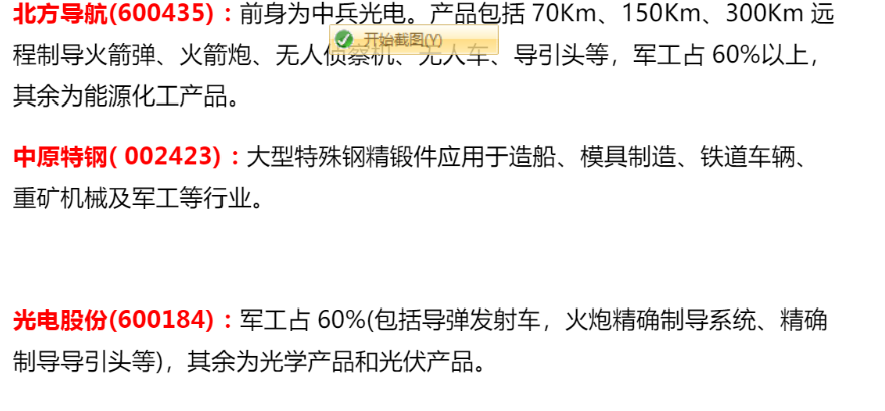 北方导航(600435)：前身为中兵光电。产品包括 70Km、150Km、300Km 远
开始截图(Y)
程制导火箭弹、火箭炮、无人侦察机、无人车、导引头等，军工占 60%以上，
其余为能源化工产品。
中原特钢( 002423)：大型特殊钢精锻件应用于造船、模具制造、铁道车辆、
重矿机械及军工等行业。
光电股份(600184)：军工占 60%(包括导弹发射车，火炮精确制导系统、精确
制导导引头等)，其余为光学产品和光伏产品。